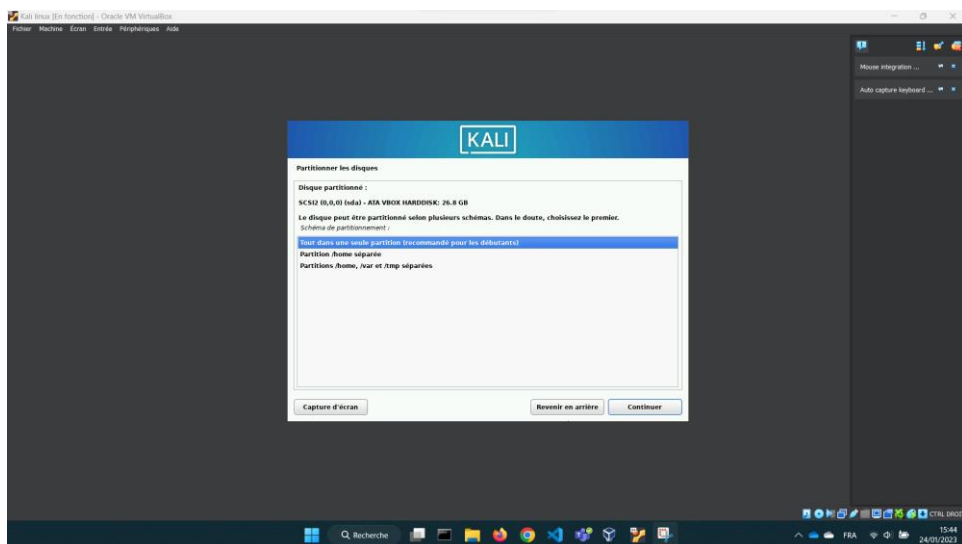 Kali linux [En fonction] - Oracle VM VirtualBox
Fichier Machine Écran Entrée Périphériques Aide
Mouse integration ...
Auto capture keyboard ...
KALI
Partitionner les disques
Disque partitionné :
SCSI2 (0,0,0) (sda) - ATA VBOX HARDDISK: 26.8 GB
Le disque peut être partitionné selon plusieurs schémas. Dans le doute, choisissez le premier.
Schéma de partitionnement :
Tout dans une seule partition (recommandé pour les débutants)
Partition /home séparée
Partitions /home, /var et /tmp séparées
Capture d'écran
Revenir en arrière
Continuer
CTRL DROIT
Recherche
FRA
15:44
24/01/2023